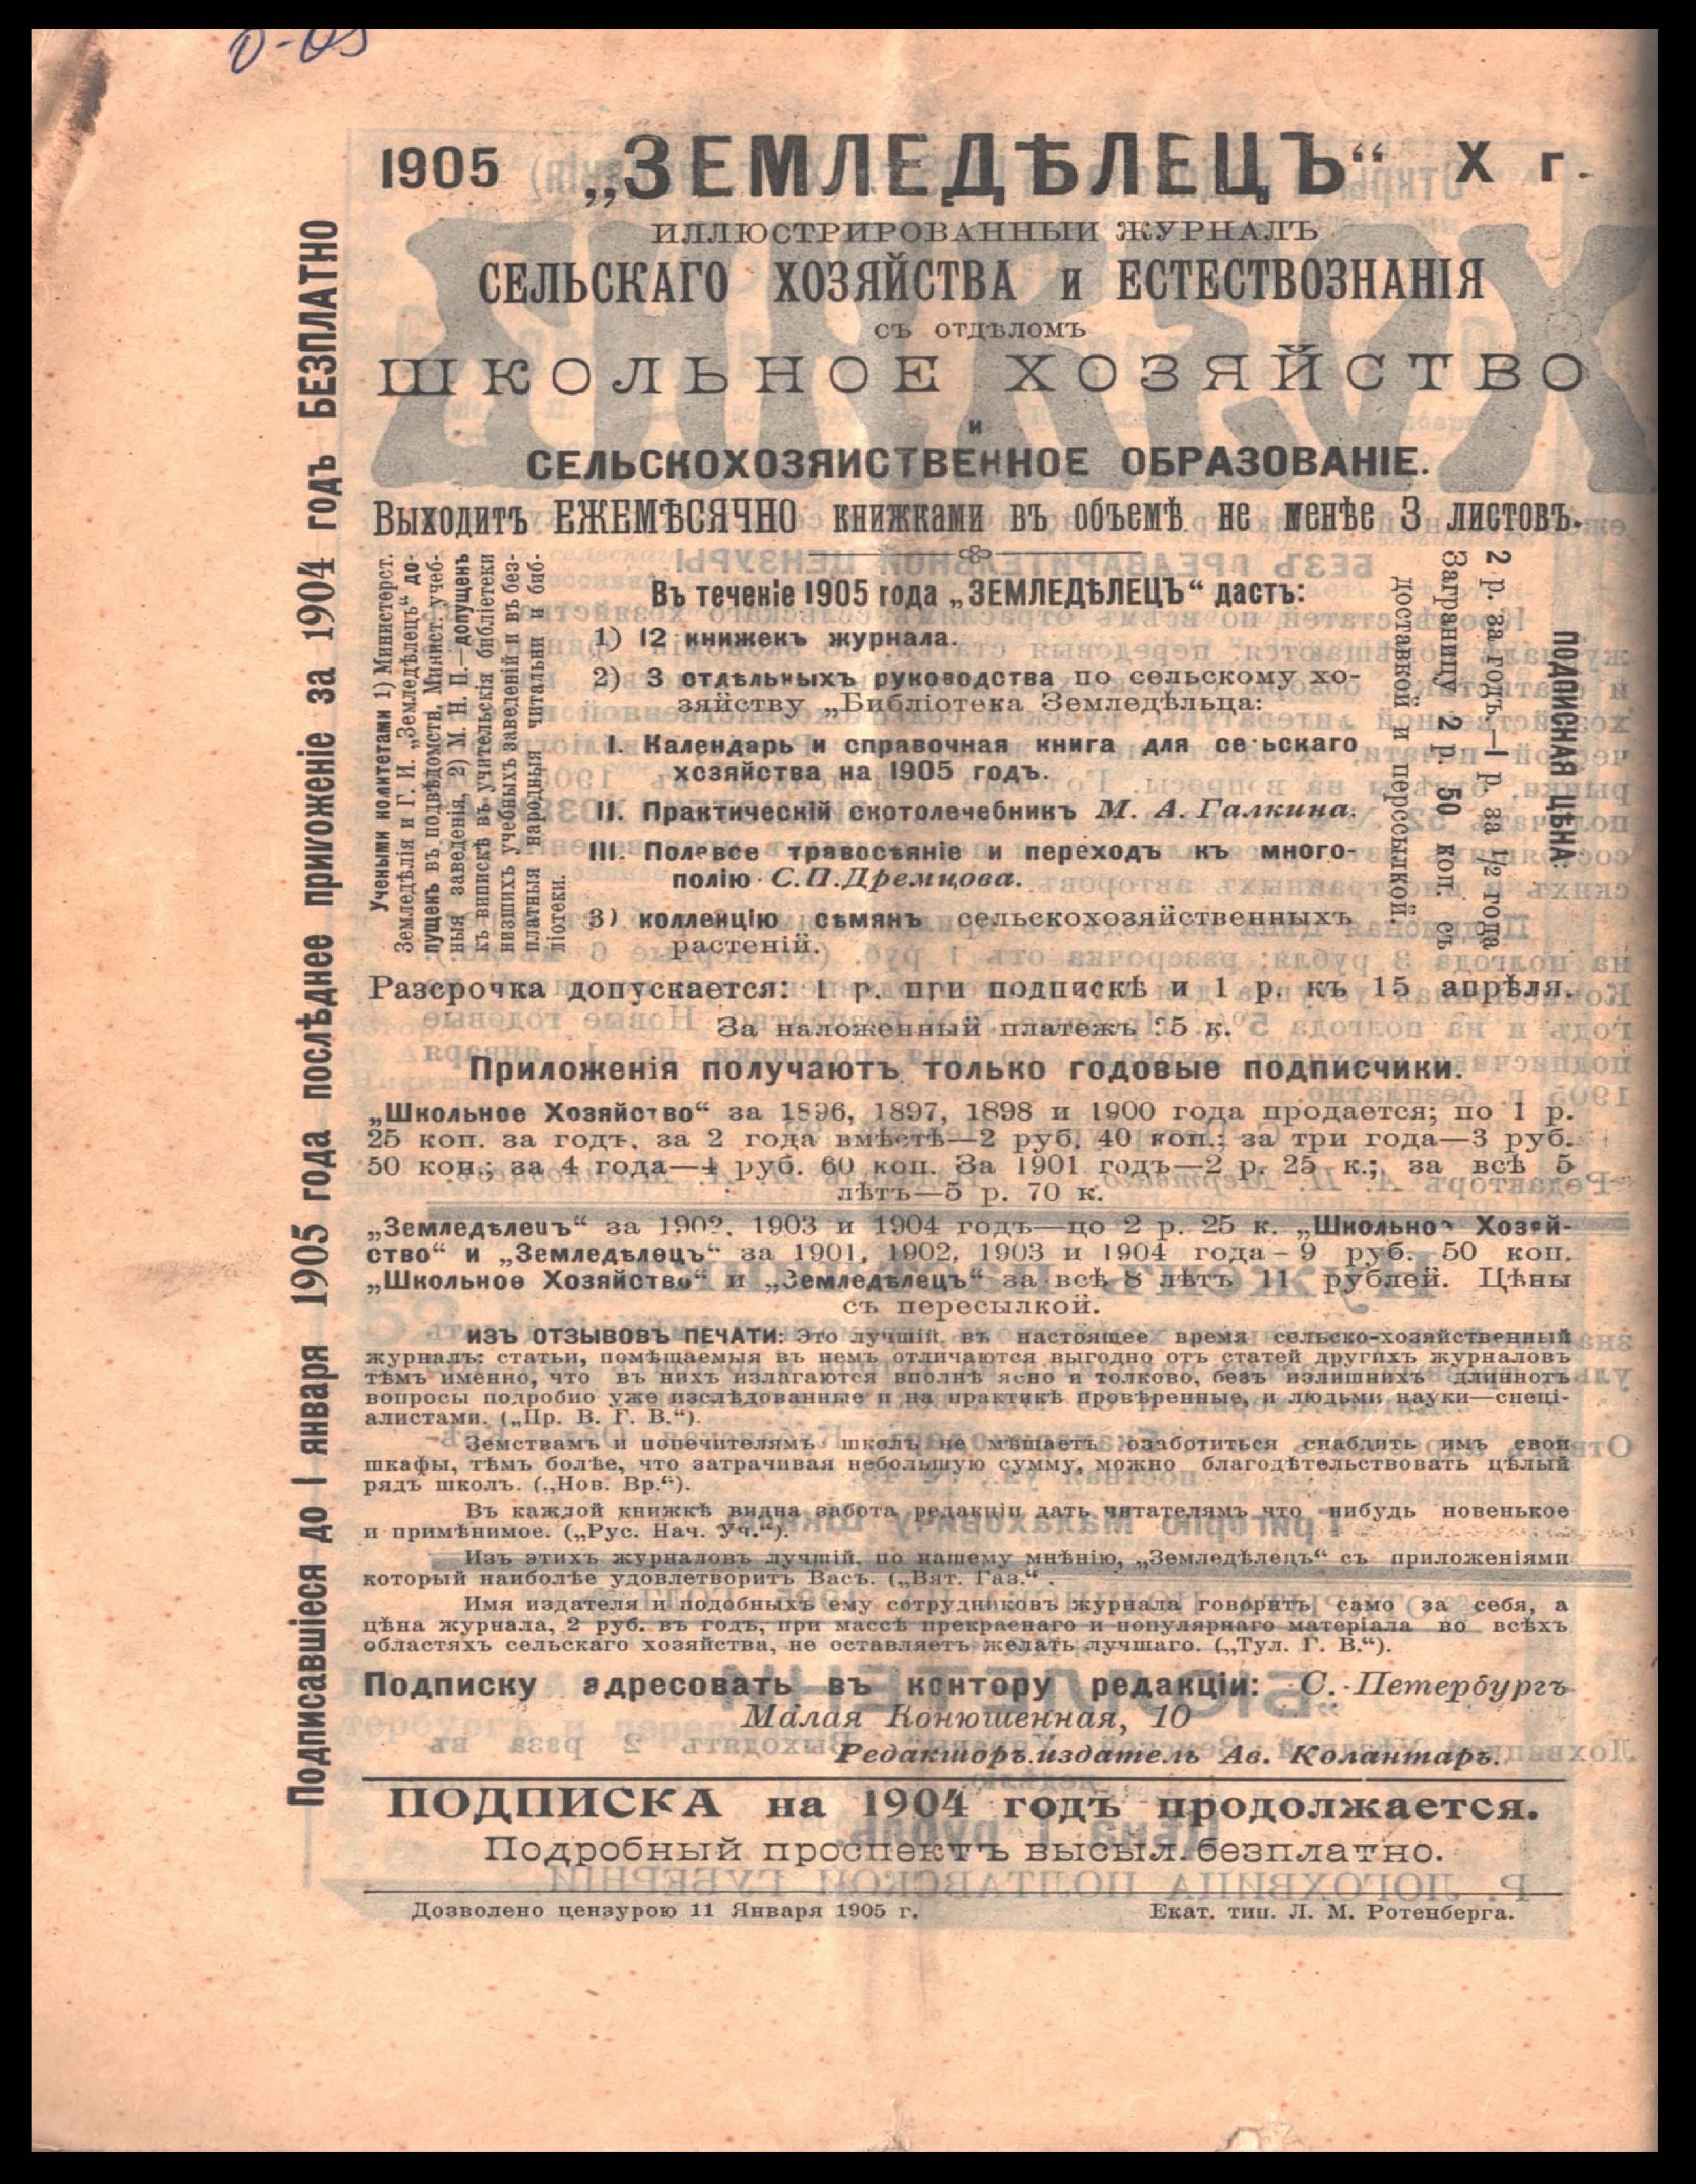 1905 „ЗЕМЛЕДѢЛЕЦЪ“ X г.
ИЛЛЮСТРИРОВАННЫЙ ЖУРНАЛЪ
СЕЛЬСКАГО ХОЗЯЙСТВА и ЕСТЕСТВОЗНАНІЯ
съ отдѣломъ
ШКОЛЬНОЕ ХОЗЯЙСТВО
и
СЕЛЬСКОХОЗЯЙСТВЕННОЕ ОБРАЗОВАНІЕ.
Выходитъ ЕЖЕМѢСЯЧНО книжками въ объемѣ не менѣе 3 листовъ.
Подписавшіеся до 1 января 1905 года послѣднее приложеніе за 1904 годъ БЕЗПЛАТНО
Учеными комитетами 1) Министерст.
Земледѣлія и Г. И. „Земледѣлецъ“ до-
пущенъ въ подвѣдомств. Минист. учеб-
ныя заведенія, 2) М. Н. П.—допущенъ
къ выпискѣ въ учительскія библіотеки
низшихъ учебныхъ заведеній и въ без-
платныя народныя читальни и биб-
ліотеки.
Въ теченіе 1905 года „ЗЕМЛЕДѢЛЕЦЪ“ дастъ:
1) 12 книжекъ журнала.
2) 3 отдѣльныхъ руководства по сельскому хо-
зяйству „Библіотека Земледѣльца:
I. Календарь и справочная книга для сельскаго
хозяйства на 1905 годъ.
II. Практическій скотолечебникъ М. А. Галкина.
III. Полевое травосѣяніе и переходъ къ много-
полію С. П. Дремцова.
3) коллекцію сѣмянъ сельскохозяйственныхъ
растеній.
ПОДПИСНАЯ ЦѢНА:
2 р. за годъ—1 р. за 1/2 года
Заграницу 2 р. 50 коп. съ
доставкой и пересылкой.
Разсрочка допускается: 1 р. при подпискѣ и 1 р. къ 15 апрѣля.
За наложенный платежъ 25 к.
Приложенія получаютъ только годовые подписчики.
„Школьное Хозяйство“ за 1896, 1897, 1898 и 1900 года продается; по 1 р.
25 коп. за годъ, за 2 года вмѣстѣ—2 руб. 40 коп.; за три года—3 руб.
50 коп.; за 4 года—4 руб. 60 коп. За 1901 годъ—2 р. 25 к.; за всѣ 5
лѣтъ—5 р. 70 к.
„Земледѣлецъ“ за 1902, 1903 и 1904 годъ—по 2 р. 25 к. „Школьное Хозяй-
ство“ и „Земледѣлецъ“ за 1901, 1902, 1903 и 1904 года—9 руб. 50 коп.
„Школьное Хозяйство“ и „Земледѣлецъ“ за всѣ 8 лѣтъ 11 рублей. Цѣны
съ пересылкой.
ИЗЪ ОТЗЫВОВЪ ПЕЧАТИ: Это лучшій въ настоящее время сельско-хозяйственный
журналъ: статьи, помѣщаемыя въ немъ отличаются выгодно отъ статей другихъ журналовъ
тѣмъ именно, что въ нихъ излагаются вполнѣ ясно и толково, безъ излишнихъ длиннотъ
вопросы подробно уже изслѣдованные и на практикѣ провѣренные, и людьми науки—спеці-
алистами. („Пр. В. Г. В.“).
Земствамъ и попечителямъ школъ не мѣшаетъ озаботиться снабдить имъ свои
шкафы, тѣмъ болѣе, что затрачивая небольшую сумму, можно благодѣтельствовать цѣлый
рядъ школъ. („Нов. Вр.“).
Въ каждой книжкѣ видна забота редакціи дать читателямъ что нибудь новенькое
и примѣнимое. („Рус. Нач. Уч.“).
Изъ этихъ журналовъ лучшій, по нашему мнѣнію, „Земледѣлецъ“ съ приложеніями
который наиболѣе удовлетворитъ Васъ. („Вят. Газ.“.
Имя издателя и подобныхъ ему сотрудниковъ журнала говоритъ само за себя, а
цѣна журнала, 2 руб. въ годъ, при массѣ прекраснаго и популярнаго матеріала во всѣхъ
областяхъ сельскаго хозяйства, не оставляетъ желать лучшаго. („Тул. Г. В.“).
Подписку адресовать въ контору редакціи: С.-Петербургъ
Малая Конюшенная, 10
Редакторъ-издатель Ав. Колантаръ.
ПОДПИСКА на 1904 годъ продолжается.
Подробный проспектъ высыл. безплатно.
Дозволено цензурою 11 Января 1905 г. Екат. тип. Л. М. Ротенберга.